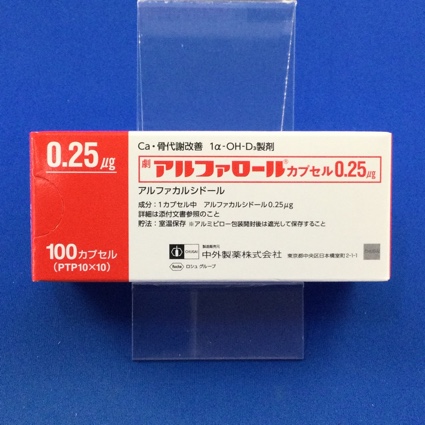 0.25μg
Ca・骨代謝改善 1α-OH-D₃製剤
劇 アルファロール®カプセル0.25μg
アルファカルシドール
成分:1カプセル中 アルファカルシドール0.25μg
詳細は添付文書参照のこと
貯法:室温保存 ※アルミピロー包装開封後は遮光して保存すること
100カプセル
(PTP10×10)
製造販売元
CHUGAI 中外製薬株式会社 東京都中央区日本橋室町2-1-1
Roche ロシュ グループ